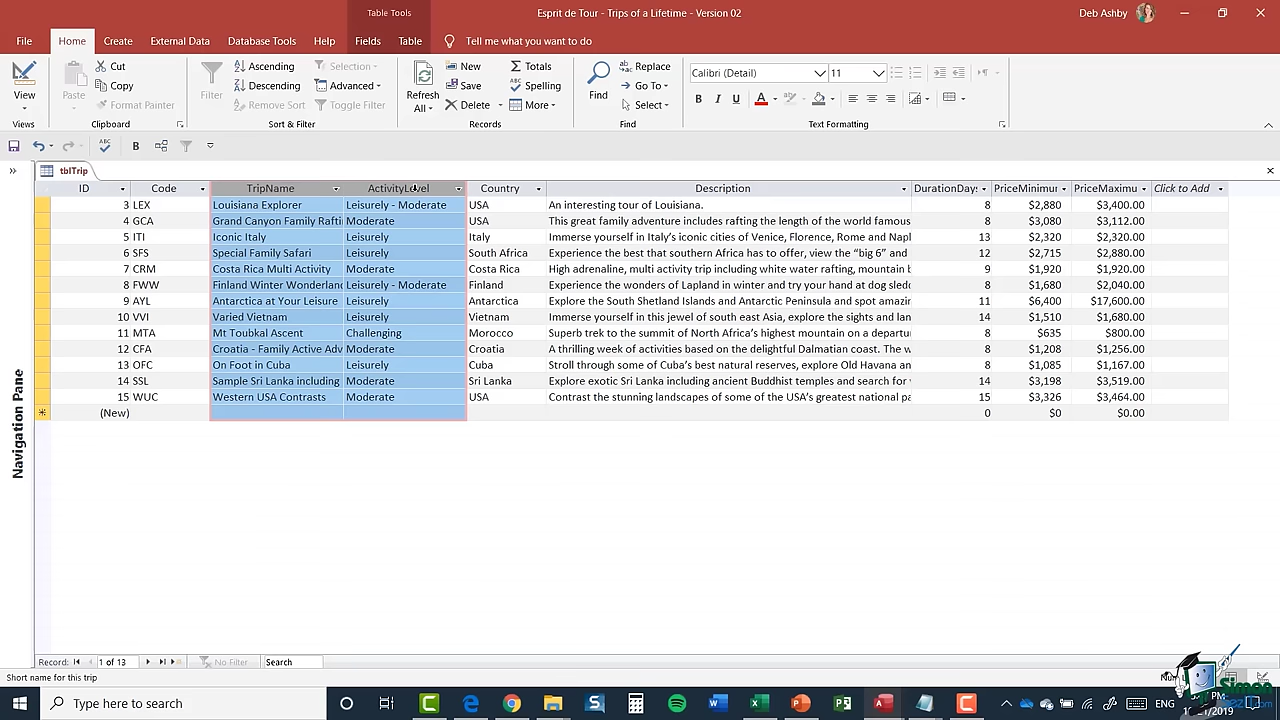 Table Tools
Esprit de Tour - Trips of a Lifetime - Version 02
Deb Ashby
File Home Create External Data Database Tools Help Fields Table Tell me what you want to do
View Paste Cut Copy Format Painter
Filter Ascending Descending Remove Sort Selection Advanced Toggle Filter
Refresh All New Save Delete Totals Spelling More
Find Replace Go To Select
Calibri (Detail) 11
B I U A
Views Clipboard Sort & Filter Records Find Text Formatting
ABC B
tblTrip
ID Code TripName ActivityLevel Country Description DurationDays PriceMinimur PriceMaximu Click to Add
3 LEX Louisiana Explorer Leisurely - Moderate USA An interesting tour of Louisiana. 8 $2,880 $3,400.00
4 GCA Grand Canyon Family Rafti Moderate USA This great family adventure includes rafting the length of the world famous 8 $3,080 $3,112.00
5 ITI Iconic Italy Leisurely Italy Immerse yourself in Italy's iconic cities of Venice, Florence, Rome and Napl 13 $2,320 $2,320.00
6 SFS Special Family Safari Leisurely South Africa Experience the best that southern Africa has to offer, view the "big 6" and 12 $2,715 $2,880.00
7 CRM Costa Rica Multi Activity Moderate Costa Rica High adrenaline, multi activity trip including white water rafting, mountain b 9 $1,920 $1,920.00
8 FWW Finland Winter Wonderland Leisurely - Moderate Finland Experience the wonders of Lapland in winter and try your hand at dog sled 8 $1,680 $2,040.00
9 AYL Antarctica at Your Leisure Leisurely Antarctica Explore the South Shetland Islands and Antarctic Peninsula and spot amazin 11 $6,400 $17,600.00
10 VVI Varied Vietnam Leisurely Vietnam Immerse yourself in this jewel of south east Asia, explore the sights and lan 14 $1,510 $1,680.00
11 MTA Mt Toubkal Ascent Challenging Morocco Superb trek to the summit of North Africa's highest mountain on a departu 8 $635 $800.00
12 CFA Croatia - Family Active Adv Moderate Croatia A thrilling week of activities based on the delightful Dalmatian coast. The w 8 $1,208 $1,256.00
13 OFC On Foot in Cuba Leisurely Cuba Stroll through some of Cuba's best natural reserves, explore Old Havana an 8 $1,085 $1,167.00
14 SSL Sample Sri Lanka including Moderate Sri Lanka Explore exotic Sri Lanka including ancient Buddhist temples and search for 14 $3,198 $3,519.00
15 WUC Western USA Contrasts Moderate USA Contrast the stunning landscapes of some of the USA's greatest national pa 15 $3,326 $3,464.00
(New) 0 $0 $0.00
Navigation Pane
Record: 1 of 13 No Filter Search
Short name for this trip
Type here to search
ENG
Simon